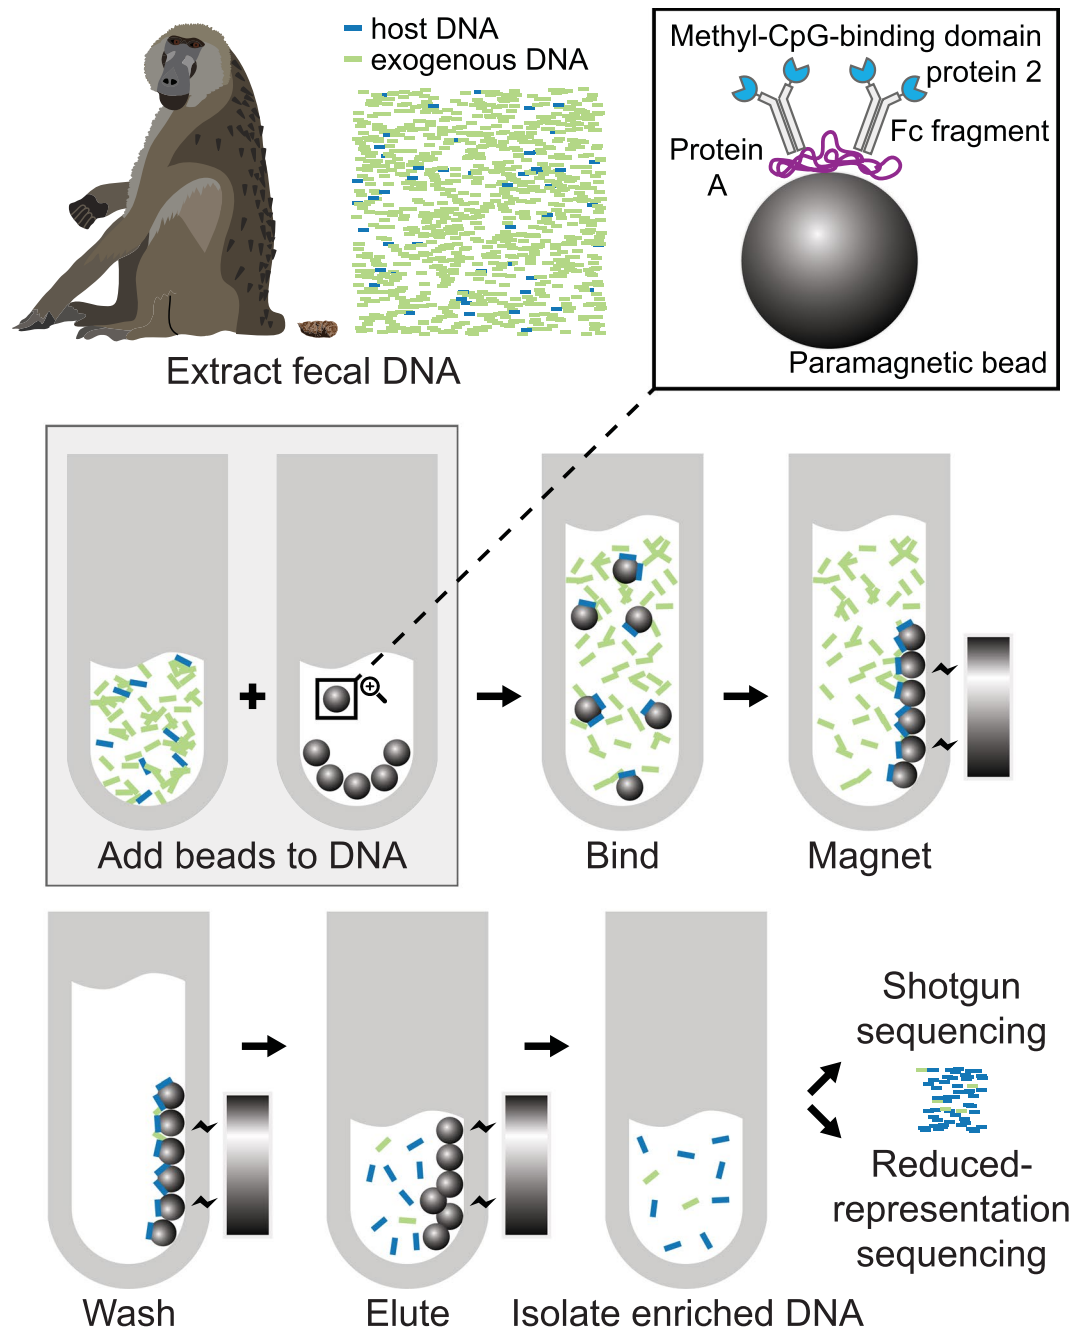 host DNA
exogenous DNA
Extract fecal DNA
Methyl-CpG-binding domain
protein 2
Fc fragment
Protein
A
Paramagnetic bead
+
Add beads to DNA
Bind
Magnet
Wash
Elute
Isolate enriched DNA
Shotgun
sequencing
Reduced-
representation
sequencing